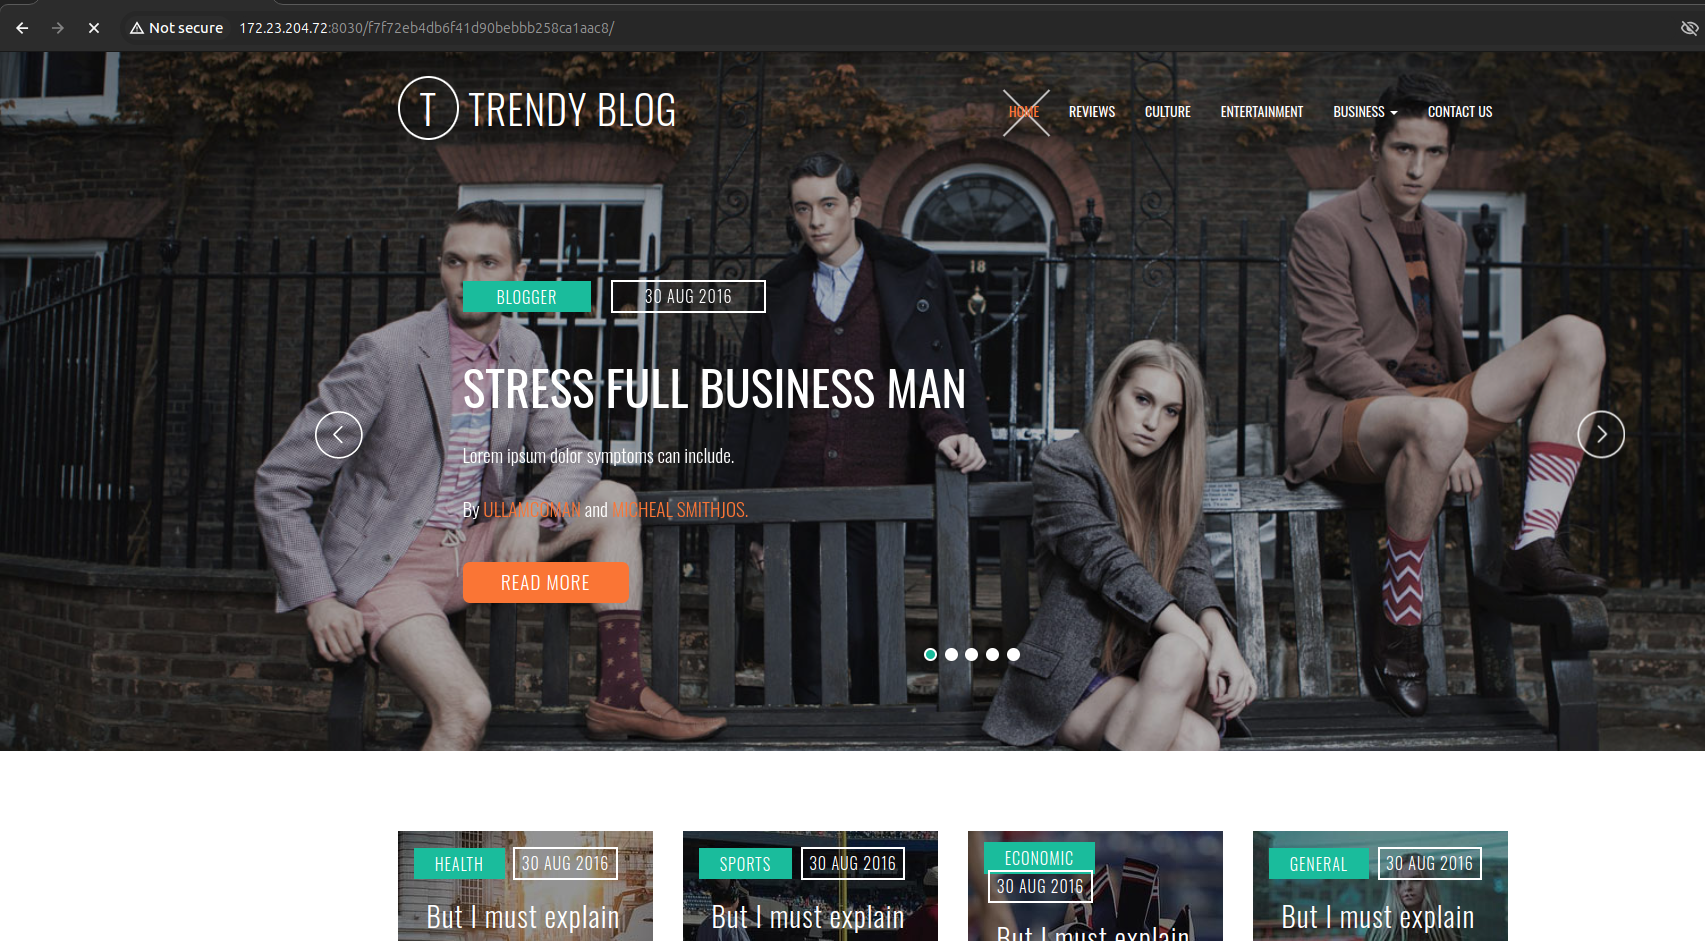 Not secure 172.23.204.72:8030/f7f72eb4db6f41d90bebbb258ca1aac8/
T TRENDY BLOG
HOME REVIEWS CULTURE ENTERTAINMENT BUSINESS CONTACT US
18
BLOGGER 30 AUG 2016
STRESS FULL BUSINESS MAN
Lorem ipsum dolor symptoms can include.
By ULLAMCOMAN and MICHEAL SMITHJOS.
READ MORE
HEALTH 30 AUG 2016
But I must explain
SPORTS 30 AUG 2016
But I must explain
ECONOMIC
30 AUG 2016
But I must explain
GENERAL 30 AUG 2016
But I must explain